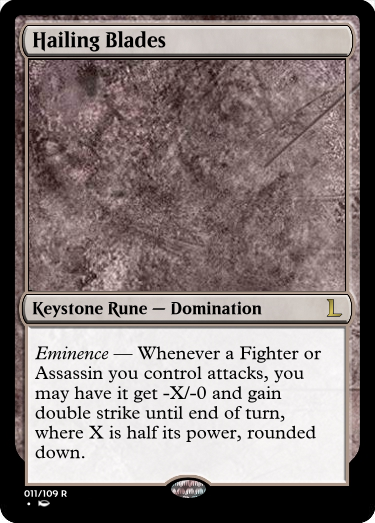 Hailing Blades
Keystone Rune — Domination
L
Eminence — Whenever a Fighter or
Assassin you control attacks, you
may have it get -X/-0 and gain
double strike until end of turn,
where X is half its power, rounded
down.
011/109 R
•